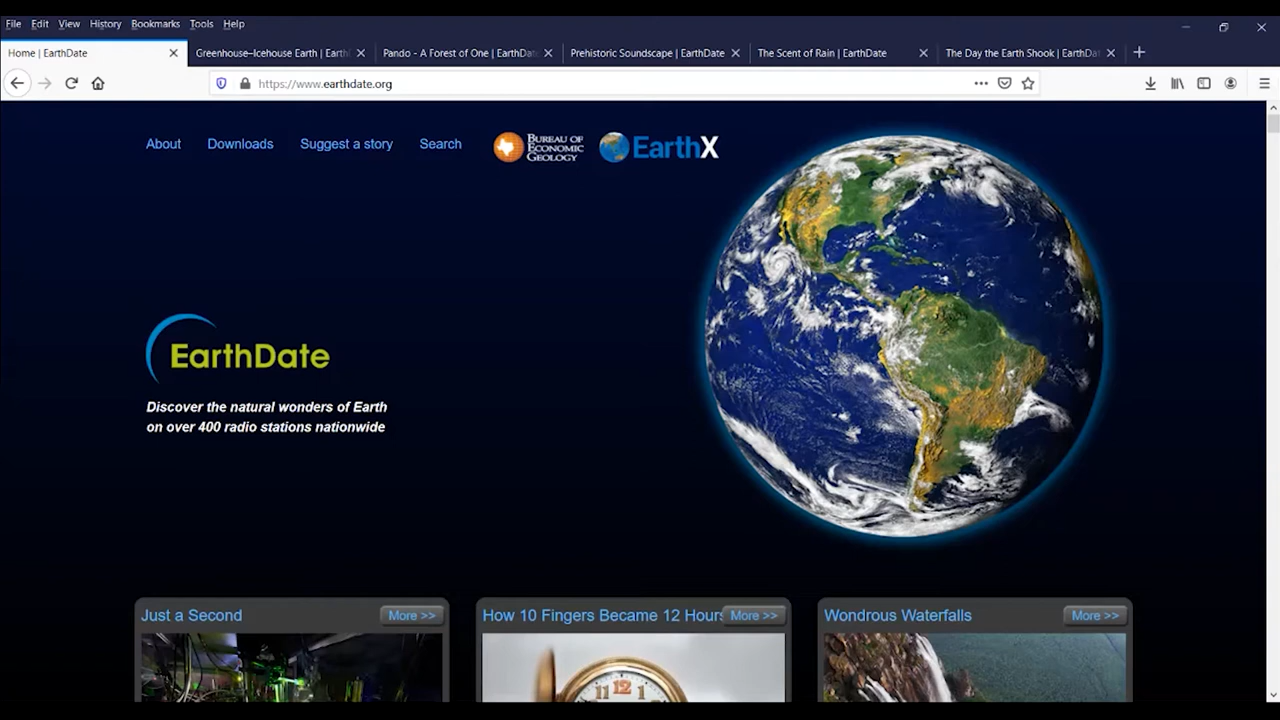 File Edit View History Bookmarks Tools Help
Home | EarthDate
Greenhouse–Icehouse Earth | Earth
Pando - A Forest of One | EarthDat
Prehistoric Soundscape | EarthDate
The Scent of Rain | EarthDate
The Day the Earth Shook | EarthDat
https://www.earthdate.org
About Downloads Suggest a story Search
BUREAU OF
ECONOMIC
GEOLOGY
EarthX
EarthDate
Discover the natural wonders of Earth
on over 400 radio stations nationwide
Just a Second More >>
How 10 Fingers Became 12 Hours More >>
Wondrous Waterfalls More >>
11 12 1